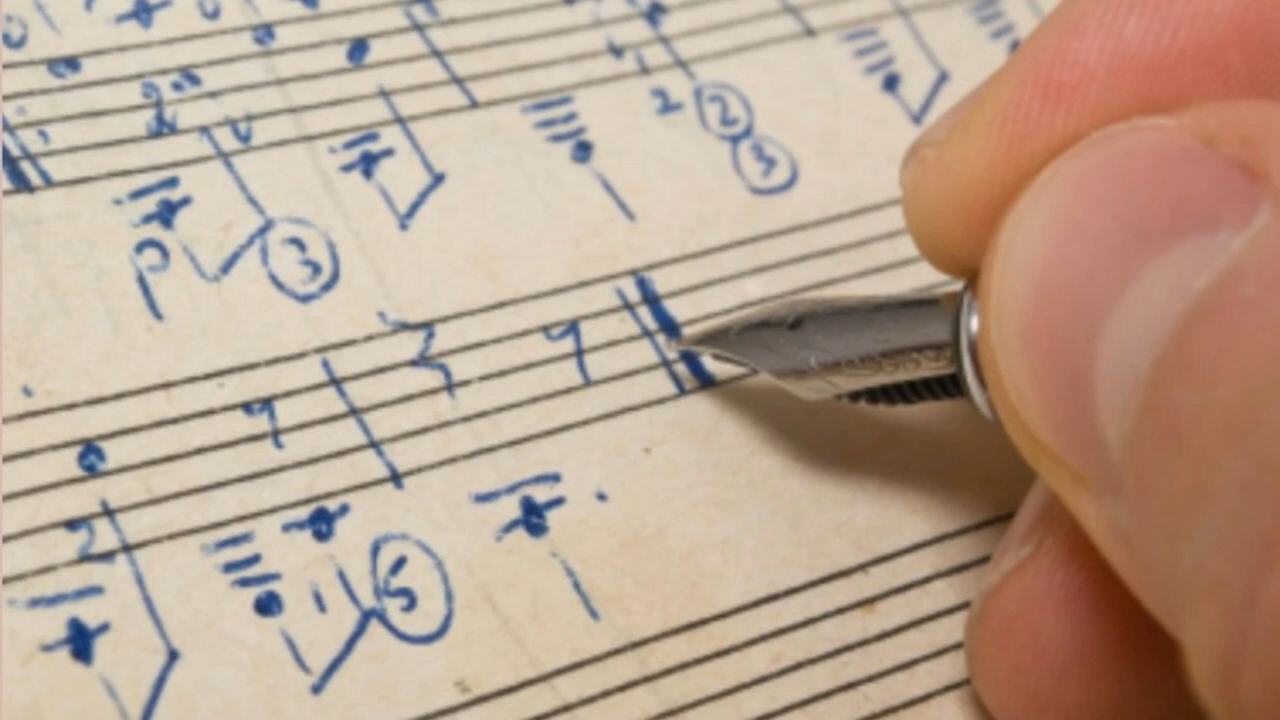 2 ② ③
p ③
2
1 ⑤